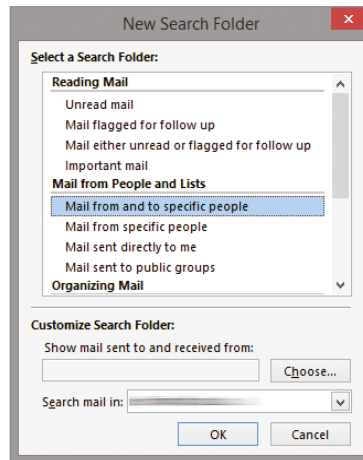 New Search Folder
Select a Search Folder:
Reading Mail
Unread mail
Mail flagged for follow up
Mail either unread or flagged for follow up
Important mail
Mail from People and Lists
Mail from and to specific people
Mail from specific people
Mail sent directly to me
Mail sent to public groups
Organizing Mail
Customize Search Folder:
Show mail sent to and received from:
Choose...
Search mail in:
OK Cancel